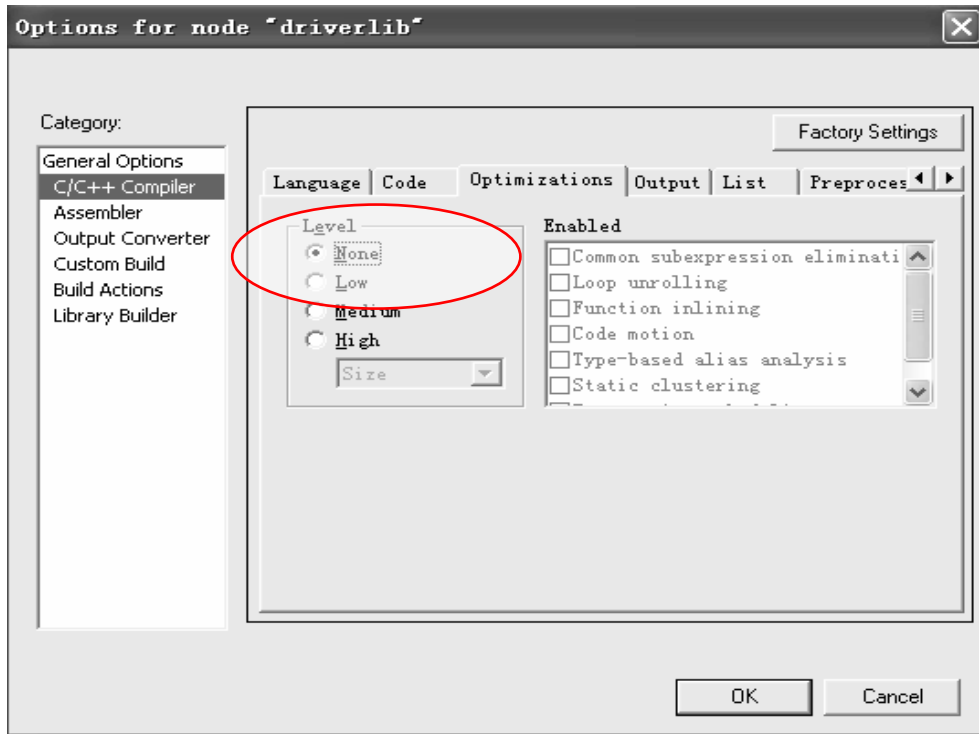 Options for node "driverlib"
Category:
General Options
C/C++ Compiler
Assembler
Output Converter
Custom Build
Build Actions
Library Builder
Factory Settings
Language
Code
Optimizations
Output
List
Preproces
Level
None
Low
Medium
High
Size
Enabled
Common subexpression eliminati
Loop unrolling
Function inlining
Code motion
Type-based alias analysis
Static clustering
OK
Cancel